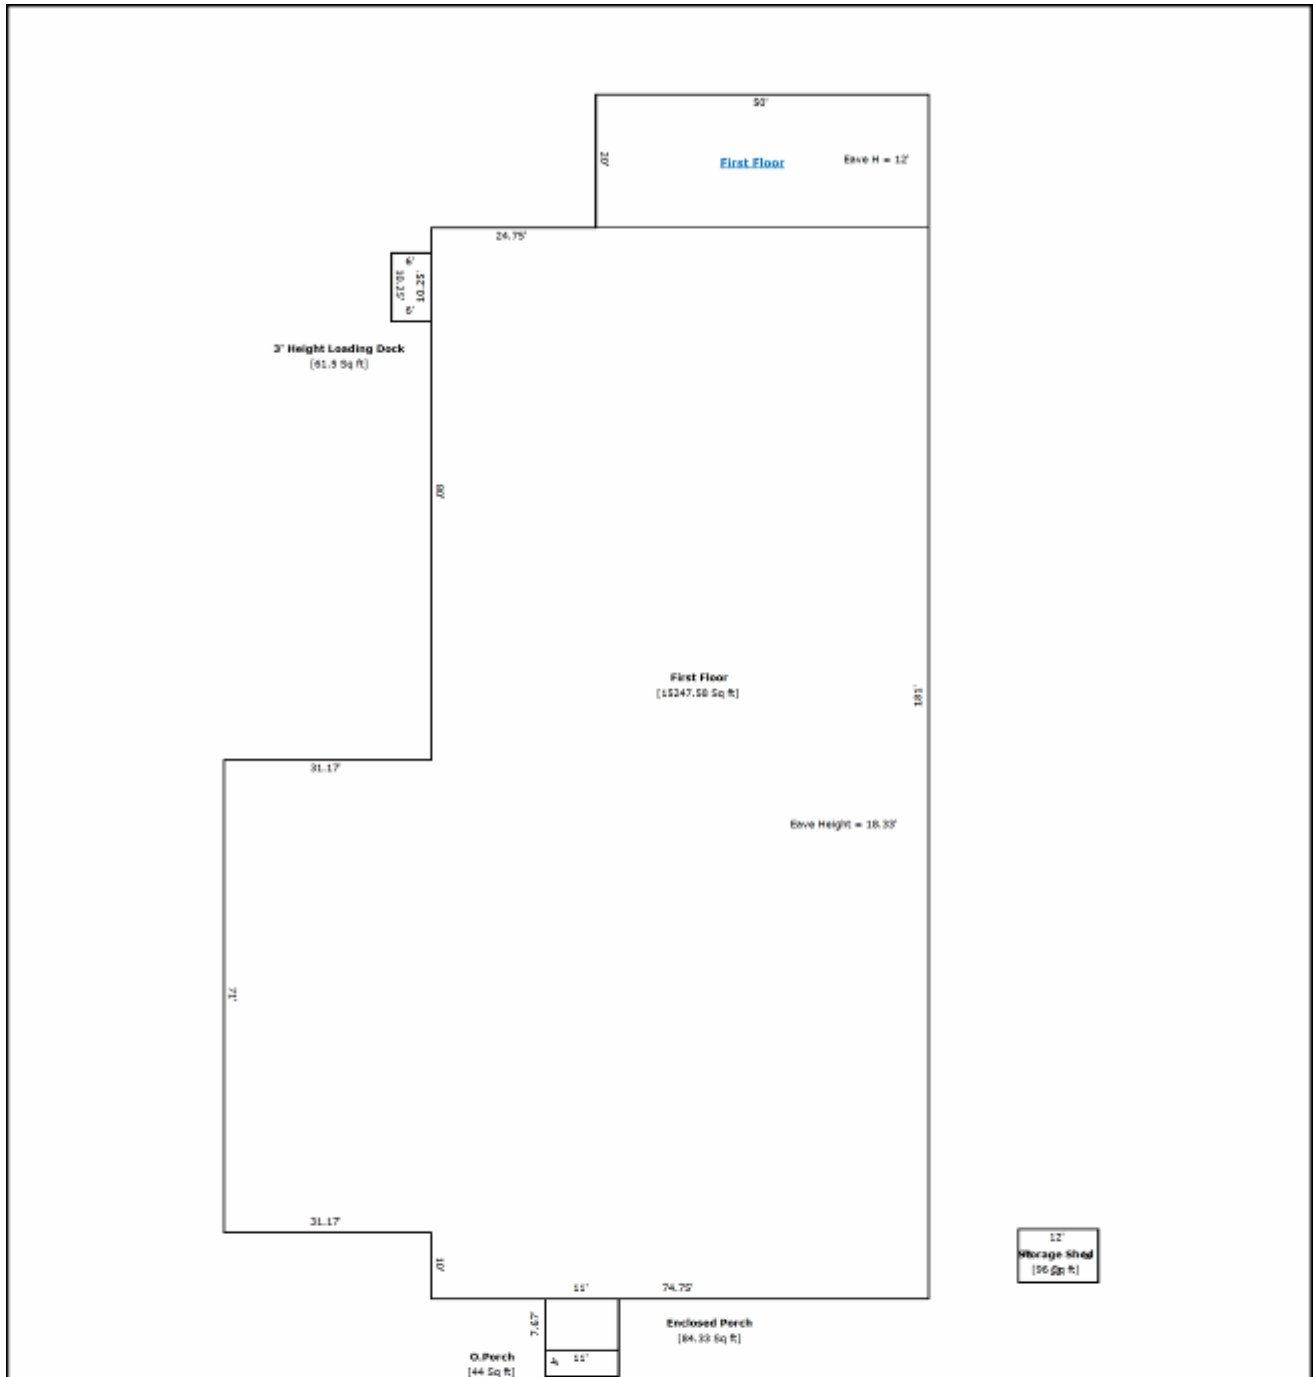 50'
20'
First Floor
Eave H = 12'
24.75'
6'
10.25'
10.25'
6'
3' Height Loading Dock
[61.5 Sq ft]
80'
First Floor
[15247.58 Sq ft]
181'
31.17'
Eave Height = 18.33'
71'
31.17'
10'
12'
Storage Shed
[96 Sq ft]
11'
74.75'
7.67'
Enclosed Porch
[84.33 Sq ft]
O.Porch
[44 Sq ft]
4'
11'